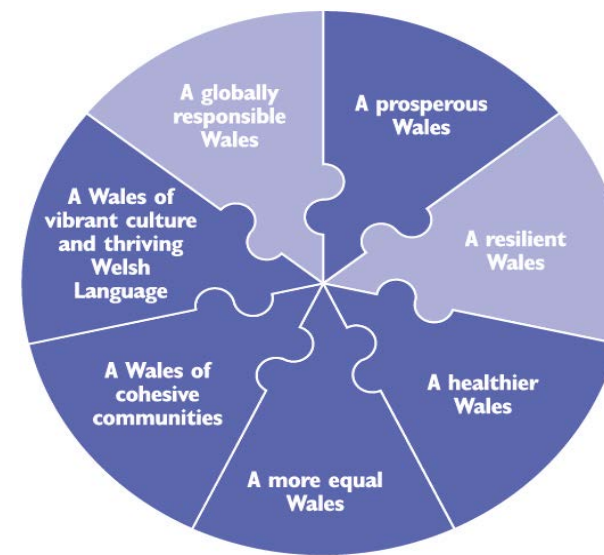 A prosperous
Wales
A resilient
Wales
A healthier
Wales
A more equal
Wales
A Wales of
cohesive
communities
A Wales of
vibrant culture
and thriving
Welsh
Language
A globally
responsible
Wales